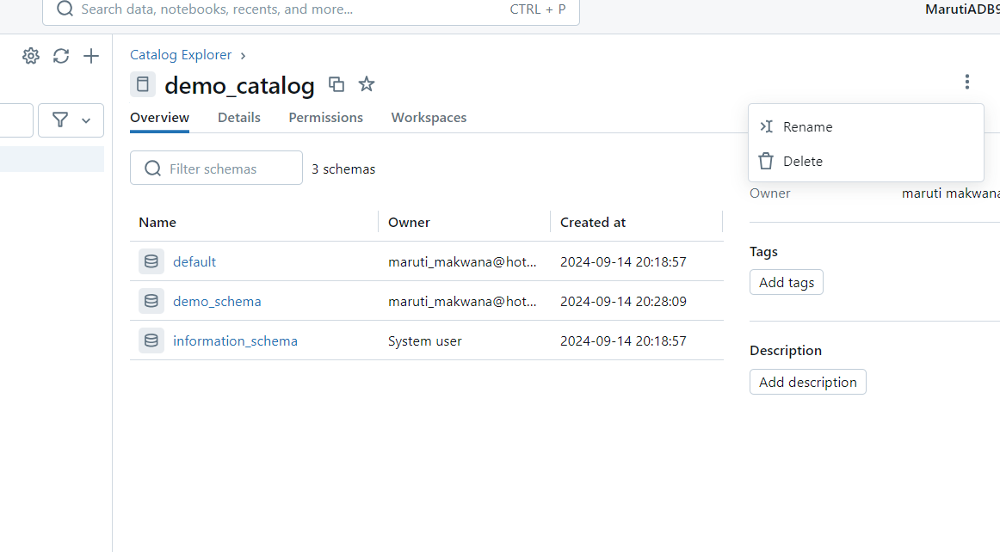 Search data, notebooks, recents, and more... CTRL + P
MarutiADB9
Catalog Explorer >
demo_catalog
Overview Details Permissions Workspaces
Rename
Delete
Filter schemas
3 schemas
Owner maruti makwana
Name Owner Created at
default maruti_makwana@hot... 2024-09-14 20:18:57
demo_schema maruti_makwana@hot... 2024-09-14 20:28:09
information_schema System user 2024-09-14 20:18:57
Tags
Add tags
Description
Add description